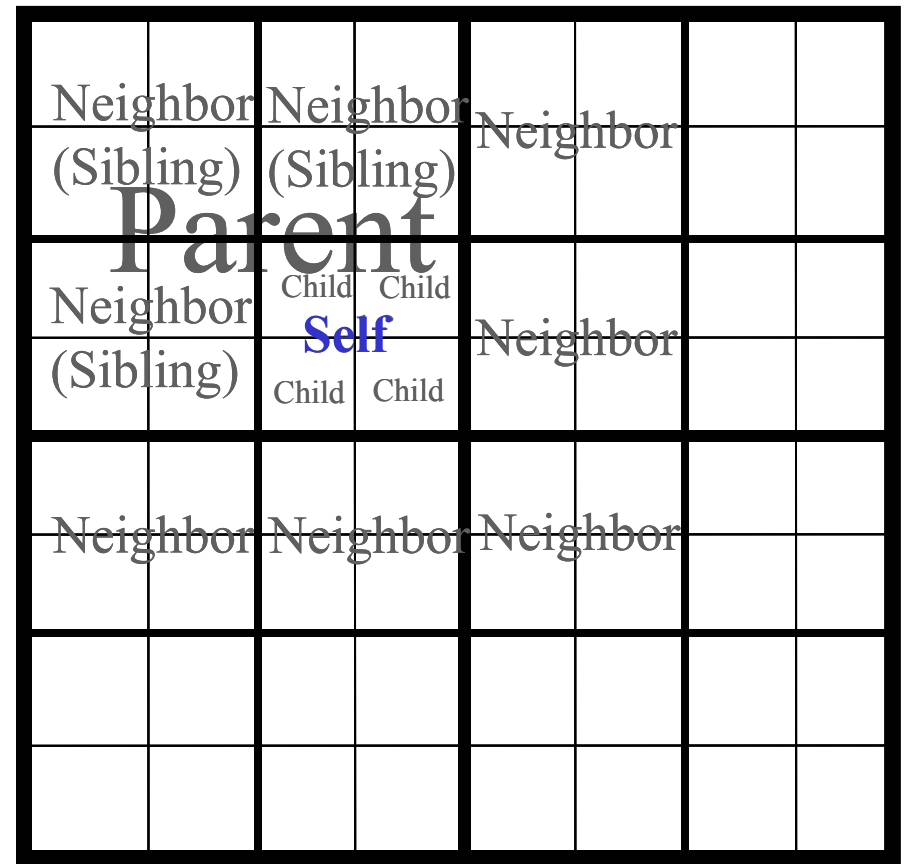 Neighbor Neighbor Neighbor
(Sibling) (Sibling)
Parent
Neighbor Child Child
Self Neighbor
(Sibling) Child Child
Neighbor Neighbor Neighbor